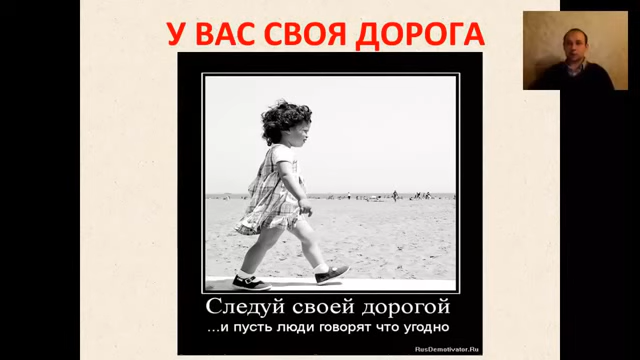 У ВАС СВОЯ ДОРОГА
Следуй своей дорогой
...и пусть люди говорят что угодно
RusDemotivator.Ru